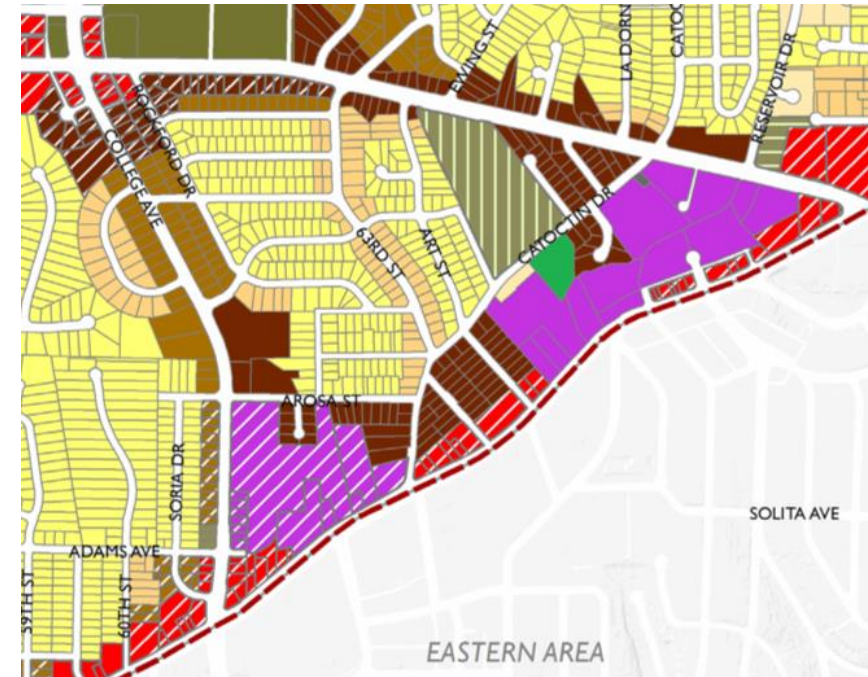 EWING ST
LA DORN
CATOC
RESERVOIR DR
ROCKFORD DR
COLLEGE AVE
63RD ST
ART ST
CATOCTIN DR
AROSA ST
SORIA DR
SOLITA AVE
ADAMS AVE
59TH ST
60TH ST
EASTERN AREA